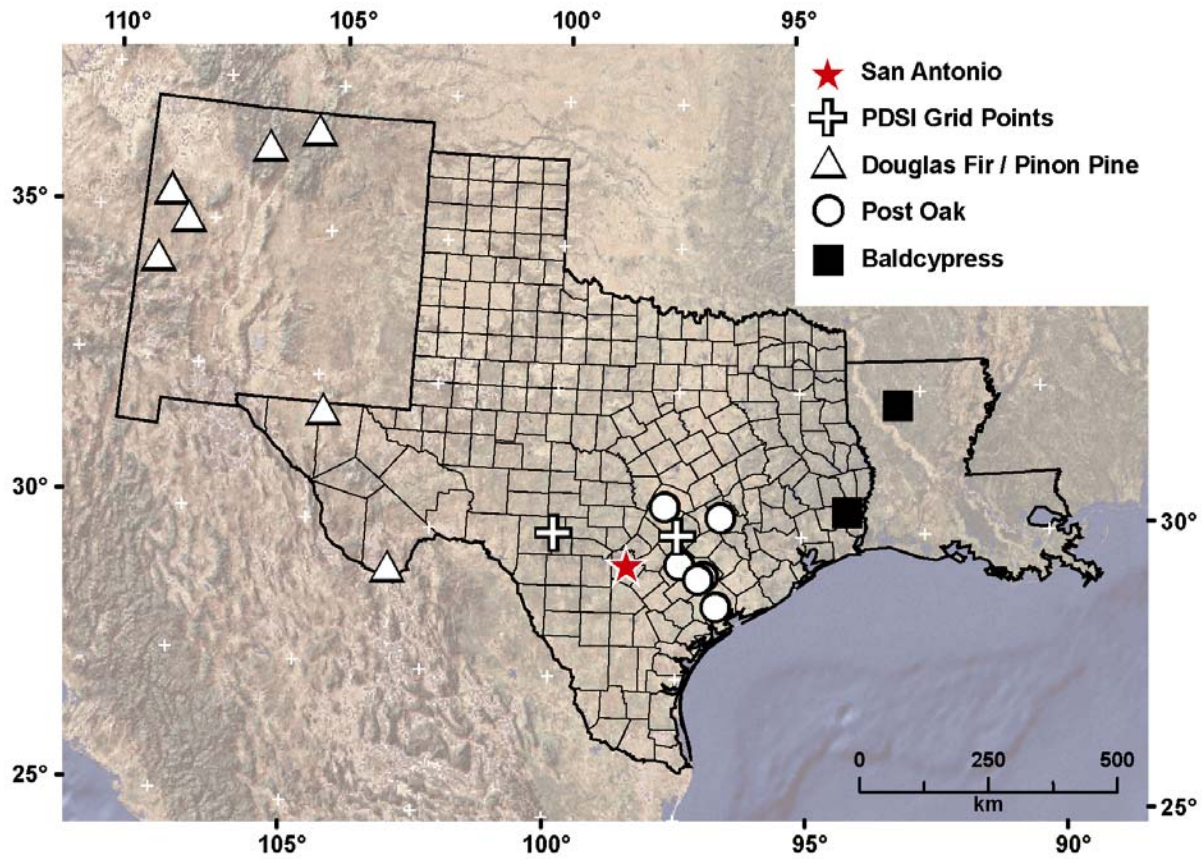 110° 105° 100° 95°
San Antonio
PDSI Grid Points
Douglas Fir / Pinon Pine
Post Oak
Baldcypress
35°
30° 30°
0 250 500
km
25° 25°
105° 100° 95° 90°